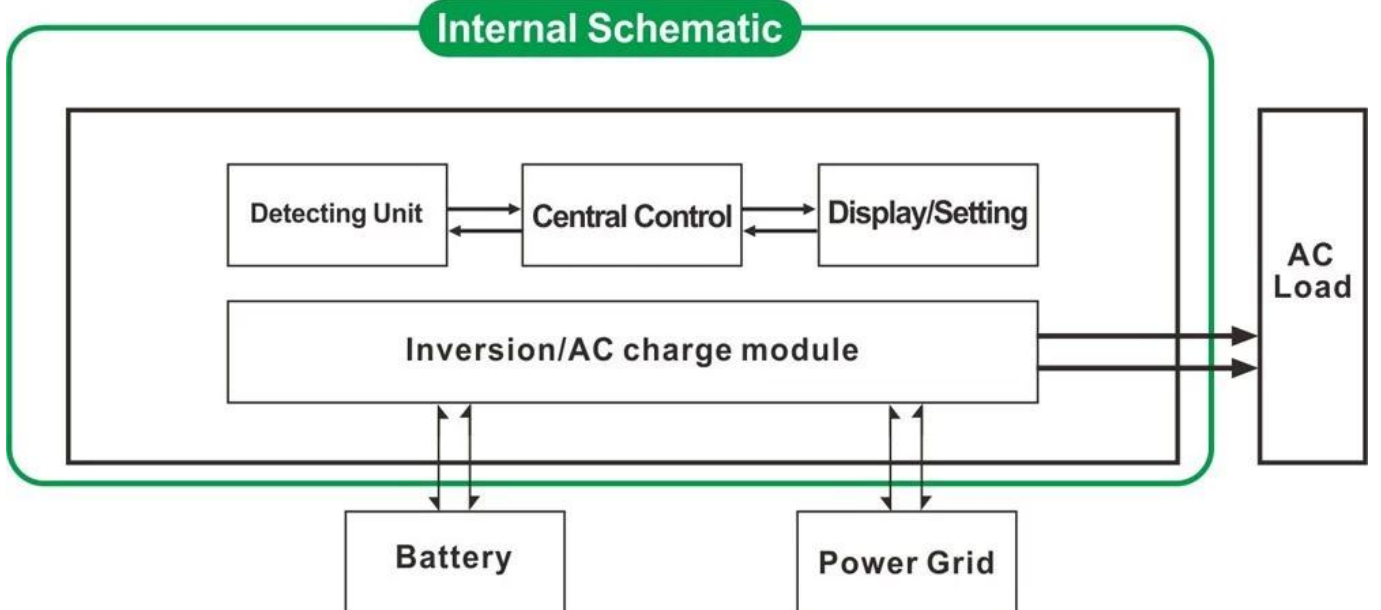 Internal Schematic
Detecting Unit
Central Control
Display/Setting
AC
Load
Inversion/AC charge module
Battery
Power Grid